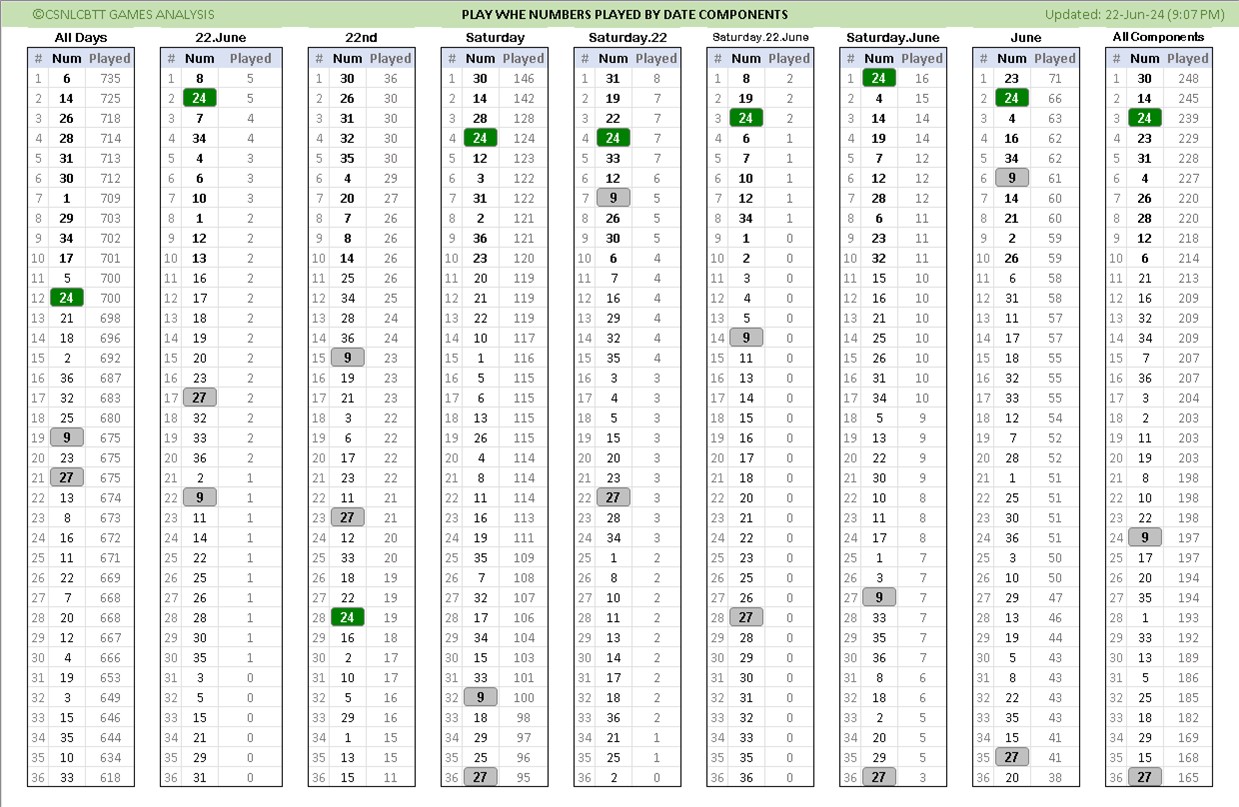 ©CSNLCBTT GAMES ANALYSIS PLAY WHE NUMBERS PLAYED BY DATE COMPONENTS Updated: 22-Jun-24 (9:07 PM)
All Days 22.June 22nd Saturday Saturday.22 Saturday.22.June Saturday.June June All Components
# Num Played # Num Played # Num Played # Num Played # Num Played # Num Played # Num Played # Num Played # Num Played
1 6 735 1 8 5 1 30 36 1 30 146 1 31 8 1 8 2 1 24 16 1 23 71 1 30 248
2 14 725 2 24 5 2 26 30 2 14 142 2 19 7 2 19 2 2 4 15 2 24 66 2 14 245
3 26 718 3 7 4 3 31 30 3 28 128 3 22 7 3 24 2 3 14 14 3 4 63 3 24 239
4 28 714 4 34 4 4 32 30 4 24 124 4 24 7 4 6 1 4 19 14 4 16 62 4 23 229
5 31 713 5 4 3 5 35 30 5 12 123 5 33 7 5 7 1 5 7 12 5 34 62 5 31 228
6 30 712 6 6 3 6 4 29 6 3 122 6 12 6 6 10 1 6 12 12 6 9 61 6 4 227
7 1 709 7 10 3 7 20 27 7 31 122 7 9 5 7 12 1 7 28 12 7 14 60 7 26 220
8 29 703 8 1 2 8 7 26 8 2 121 8 26 5 8 34 1 8 6 11 8 21 60 8 28 220
9 34 702 9 12 2 9 8 26 9 36 121 9 30 5 9 1 0 9 23 11 9 2 59 9 12 218
10 17 701 10 13 2 10 14 26 10 23 120 10 6 4 10 2 0 10 32 11 10 26 59 10 6 214
11 5 700 11 16 2 11 25 26 11 20 119 11 7 4 11 3 0 11 15 10 11 6 58 11 21 213
12 24 700 12 17 2 12 34 25 12 21 119 12 16 4 12 4 0 12 16 10 12 31 58 12 16 209
13 21 698 13 18 2 13 28 24 13 22 119 13 29 4 13 5 0 13 21 10 13 11 57 13 32 209
14 18 696 14 19 2 14 36 24 14 10 117 14 32 4 14 9 0 14 25 10 14 17 57 14 34 209
15 2 692 15 20 2 15 9 23 15 1 116 15 35 4 15 11 0 15 26 10 15 18 55 15 7 207
16 36 687 16 23 2 16 19 23 16 5 115 16 3 3 16 13 0 16 31 10 16 32 55 16 36 207
17 32 683 17 27 2 17 21 23 17 6 115 17 4 3 17 14 0 17 34 10 17 33 55 17 3 204
18 25 680 18 32 2 18 3 22 18 13 115 18 5 3 18 15 0 18 5 9 18 12 54 18 2 203
19 9 675 19 33 2 19 6 22 19 26 115 19 15 3 19 16 0 19 13 9 19 7 52 19 11 203
20 23 675 20 36 2 20 17 22 20 4 114 20 20 3 20 17 0 20 22 9 20 28 52 20 19 203
21 27 675 21 2 1 21 23 22 21 8 114 21 23 3 21 18 0 21 30 9 21 1 51 21 8 198
22 13 674 22 9 1 22 11 21 22 11 114 22 27 3 22 20 0 22 10 8 22 25 51 22 10 198
23 8 673 23 11 1 23 27 21 23 16 113 23 28 3 23 21 0 23 11 8 23 30 51 23 22 198
24 16 672 24 14 1 24 12 20 24 19 111 24 34 3 24 22 0 24 17 8 24 36 51 24 9 197
25 11 671 25 22 1 25 33 20 25 35 109 25 1 2 25 23 0 25 1 7 25 3 50 25 17 197
26 22 669 26 25 1 26 18 19 26 7 108 26 8 2 26 25 0 26 3 7 26 10 50 26 20 194
27 7 668 27 26 1 27 22 19 27 32 107 27 10 2 27 26 0 27 9 7 27 29 47 27 35 194
28 20 668 28 28 1 28 24 19 28 17 106 28 11 2 28 27 0 28 33 7 28 13 46 28 1 193
29 12 667 29 30 1 29 16 18 29 34 104 29 13 2 29 28 0 29 35 7 29 19 44 29 33 192
30 4 666 30 35 1 30 2 17 30 15 103 30 14 2 30 29 0 30 36 7 30 5 43 30 13 189
31 19 653 31 3 0 31 10 17 31 33 101 31 17 2 31 30 0 31 8 6 31 8 43 31 5 186
32 3 649 32 5 0 32 5 16 32 9 100 32 18 2 32 31 0 32 18 6 32 22 43 32 25 185
33 15 646 33 15 0 33 29 16 33 18 98 33 36 2 33 32 0 33 2 5 33 35 43 33 18 182
34 35 644 34 21 0 34 1 15 34 29 97 34 21 1 34 33 0 34 20 5 34 15 41 34 29 169
35 10 634 35 29 0 35 13 15 35 25 96 35 25 1 35 35 0 35 29 5 35 27 41 35 15 168
36 33 618 36 31 0 36 15 11 36 27 95 36 2 0 36 36 0 36 27 3 36 20 38 36 27 165